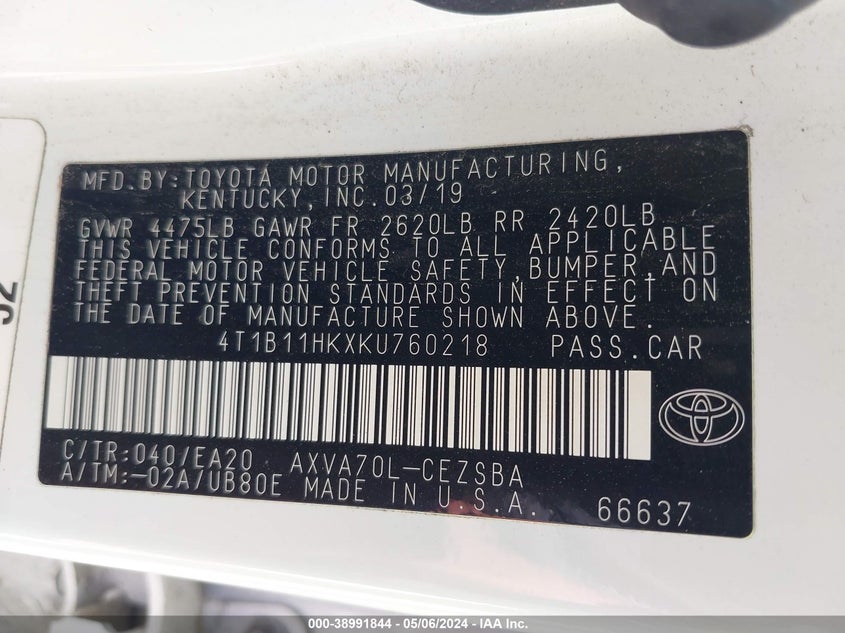 MFD.BY:TOYOTA MOTOR MANUFACTURING,
KENTUCKY,INC.03/19
GVWR 4475LB GAWR FR 2620LB RR 2420LB
THIS VEHICLE CONFORMS TO ALL APPLICABLE
FEDERAL MOTOR VEHICLE SAFETY,BUMPER,AND
THEFT PREVENTION STANDARDS IN EFFECT ON
THE DATE OF MANUFACTURE SHOWN ABOVE.
4T1B11HKXKU760218 PASS.CAR
C/TR:040/EA20 AXVA70L-CEZSBA
A/TM:-02A/UB80E MADE IN U.S.A.
66637
000-38991844 - 05/06/2024 - IAA Inc.